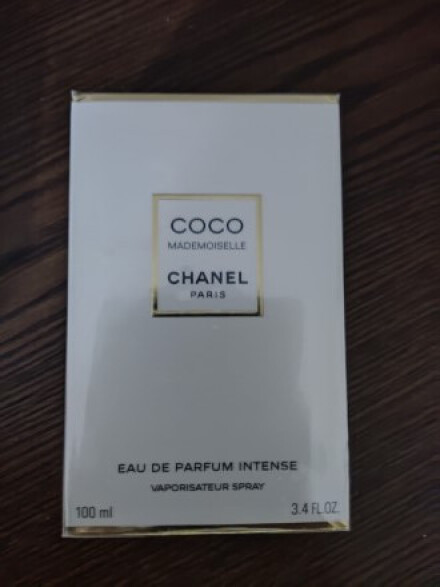 COCO
MADEMOISELLE
CHANEL
PARIS
EAU DE PARFUM INTENSE
VAPORISATEUR SPRAY
100 ml 3.4 FL.OZ.